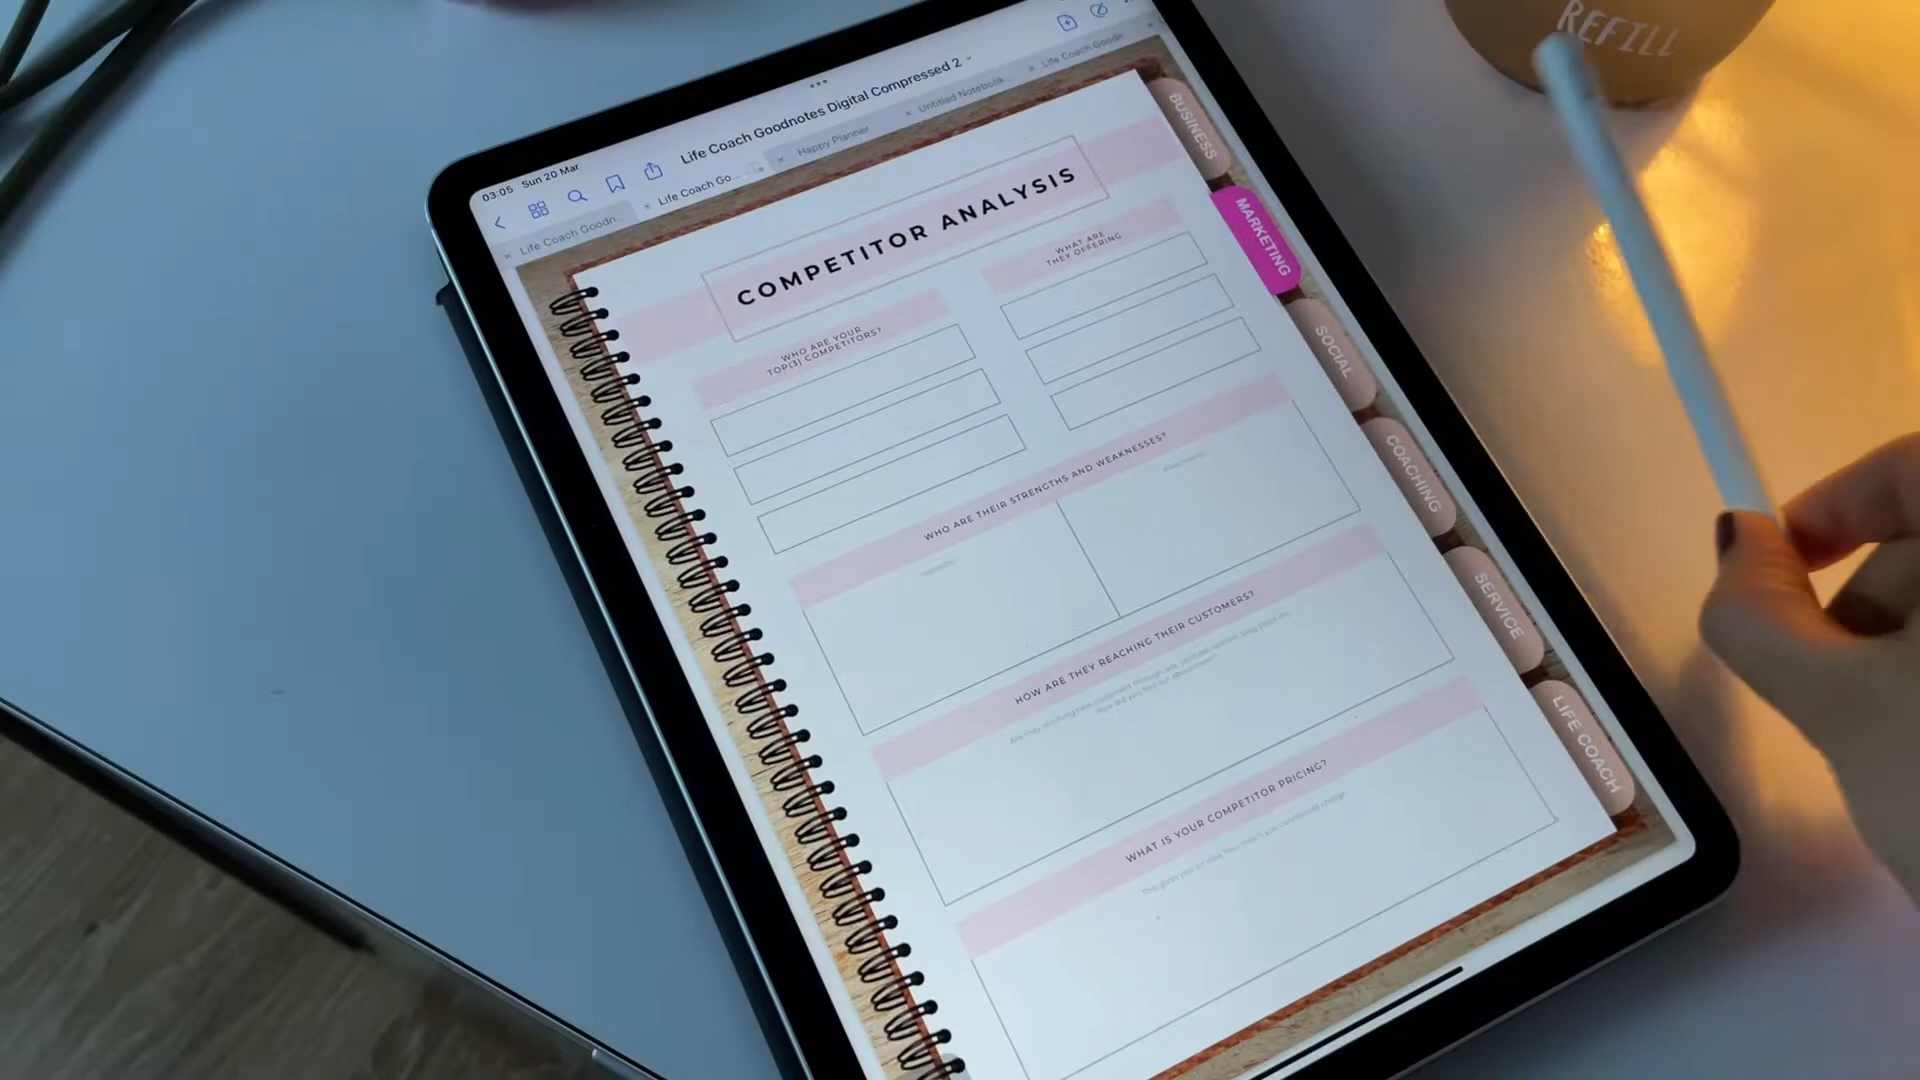 REFILL
03:05 Sun 20 Mar
Life Coach Goodnotes Digital Compressed 2
Life Coach Goodn...
Life Coach Go...
Happy Planner
Untitled Notebook...
Life Coach Goodn
COMPETITOR ANALYSIS
WHO ARE YOUR
TOP(3) COMPETITORS?
WHAT ARE
THEY OFFERING
WHO ARE THEIR STRENGTHS AND WEAKNESSES?
HOW ARE THEY REACHING THEIR CUSTOMERS?
WHAT IS YOUR COMPETITOR PRICING?
BUSINESS
MARKETING
SOCIAL
COACHING
SERVICE
LIFE COACH